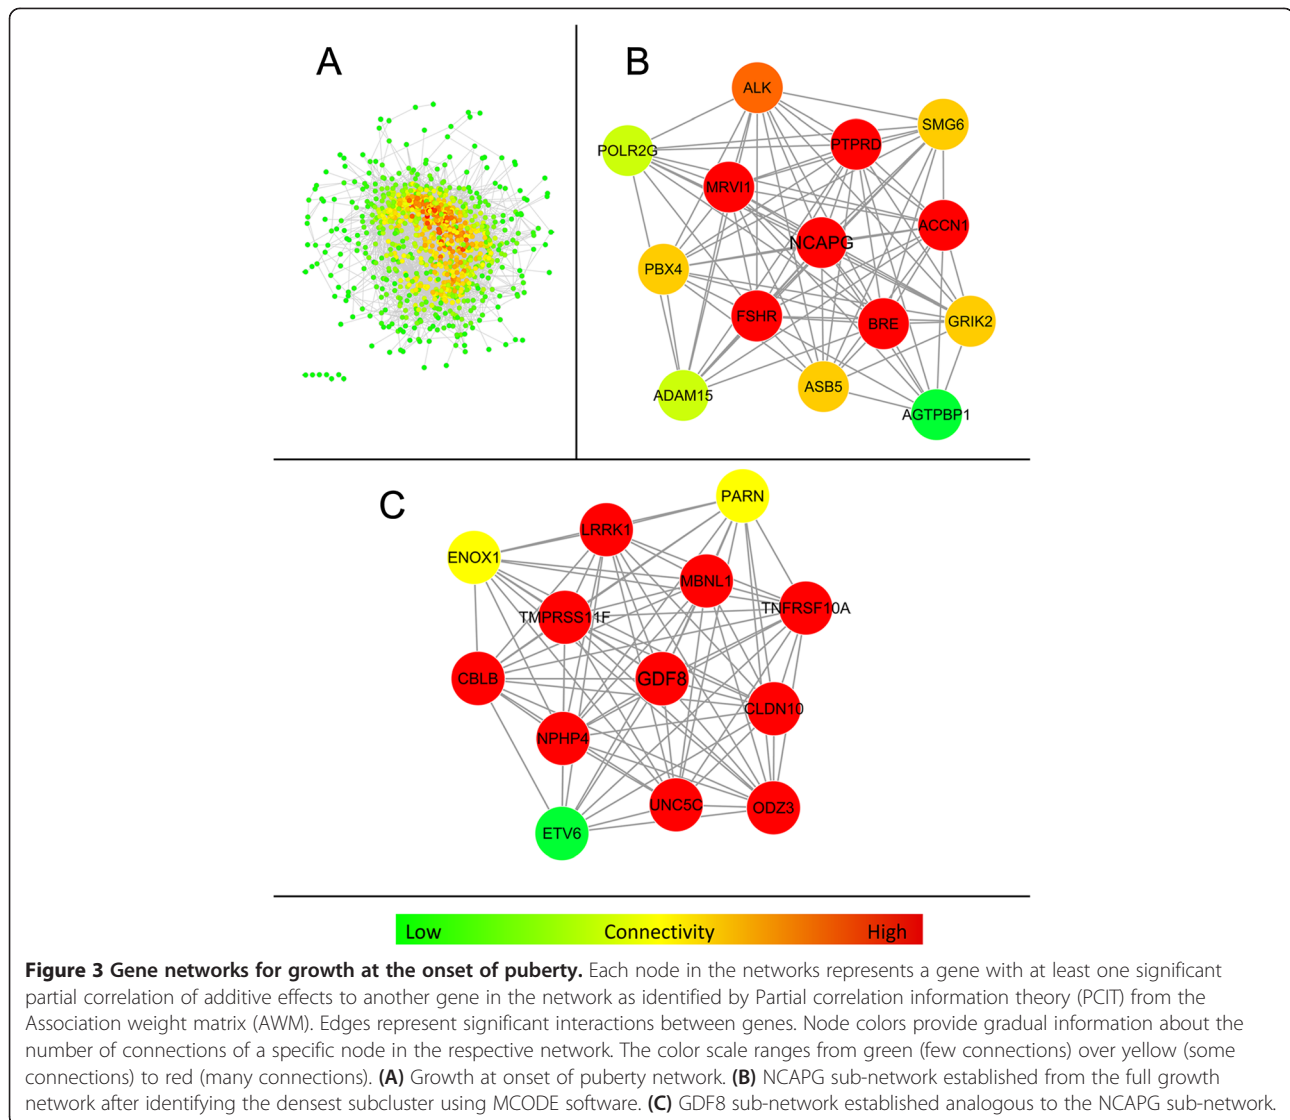 A
B
ALK
SMG6
POLR2G
PTPRD
MRVI1
ACCN1
NCAPG
PBX4
FSHR
BRE
GRIK2
ADAM15
ASB5
AGTPBP1
C
PARN
LRRK1
ENOX1
MBNL1
TNFRSF10A
TMPRSS11F
CBLB
GDF8
CLDN10
NPHP4
UNC5C
ODZ3
ETV6
Low Connectivity High
Figure 3 Gene networks for growth at the onset of puberty. Each node in the networks represents a gene with at least one significant
partial correlation of additive effects to another gene in the network as identified by Partial correlation information theory (PCIT) from the
Association weight matrix (AWM). Edges represent significant interactions between genes. Node colors provide gradual information about the
number of connections of a specific node in the respective network. The color scale ranges from green (few connections) over yellow (some
connections) to red (many connections). (A) Growth at onset of puberty network. (B) NCAPG sub-network established from the full growth
network after identifying the densest subcluster using MCODE software. (C) GDF8 sub-network established analogous to the NCAPG sub-network.